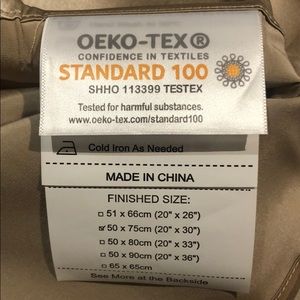 OEKO-TEX®
CONFIDENCE IN TEXTILES
STANDARD 100
SHHO 113399 TESTEX
Tested for harmful substances.
www.oeko-tex.com/standard100
Cold Iron As Needed
MADE IN CHINA
FINISHED SIZE:
51 x 66cm (20" x 26")
50 x 75cm (20" x 30")
50 x 80cm (20" x 33")
50 x 90cm (20" x 36")
65 x 65cm
See More at the Backside